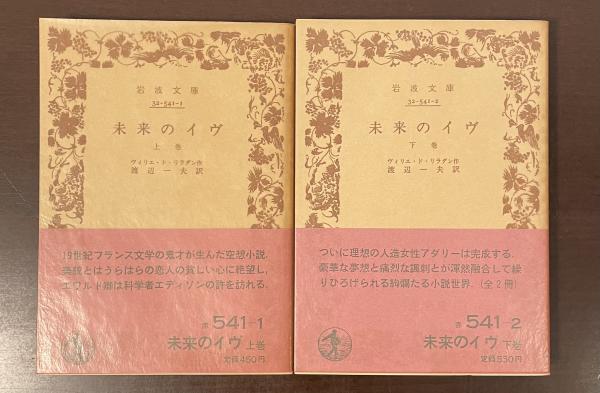 岩波文庫
32-541-1
未来のイヴ
上巻
ヴィリエ・ド・リラダン作
渡辺一夫訳
19世紀フランス文学の鬼才が生んだ空想小説.
美貌とはうらはらの恋人の貧しい心に絶望し,
エワルド卿は科学者エディソンの許を訪れる.
赤 541-1
未来のイヴ 上巻
定価450円
岩波文庫
32-541-2
未来のイヴ
下巻
ヴィリエ・ド・リラダン作
渡辺一夫訳
ついに理想の人造女性アダリーは完成する.
豪華な夢想と痛烈な諷刺とが渾然融合して繰
りひろげられる絢爛たる小説世界. (全2冊)
赤 541-2
未来のイヴ 下巻
定価530円